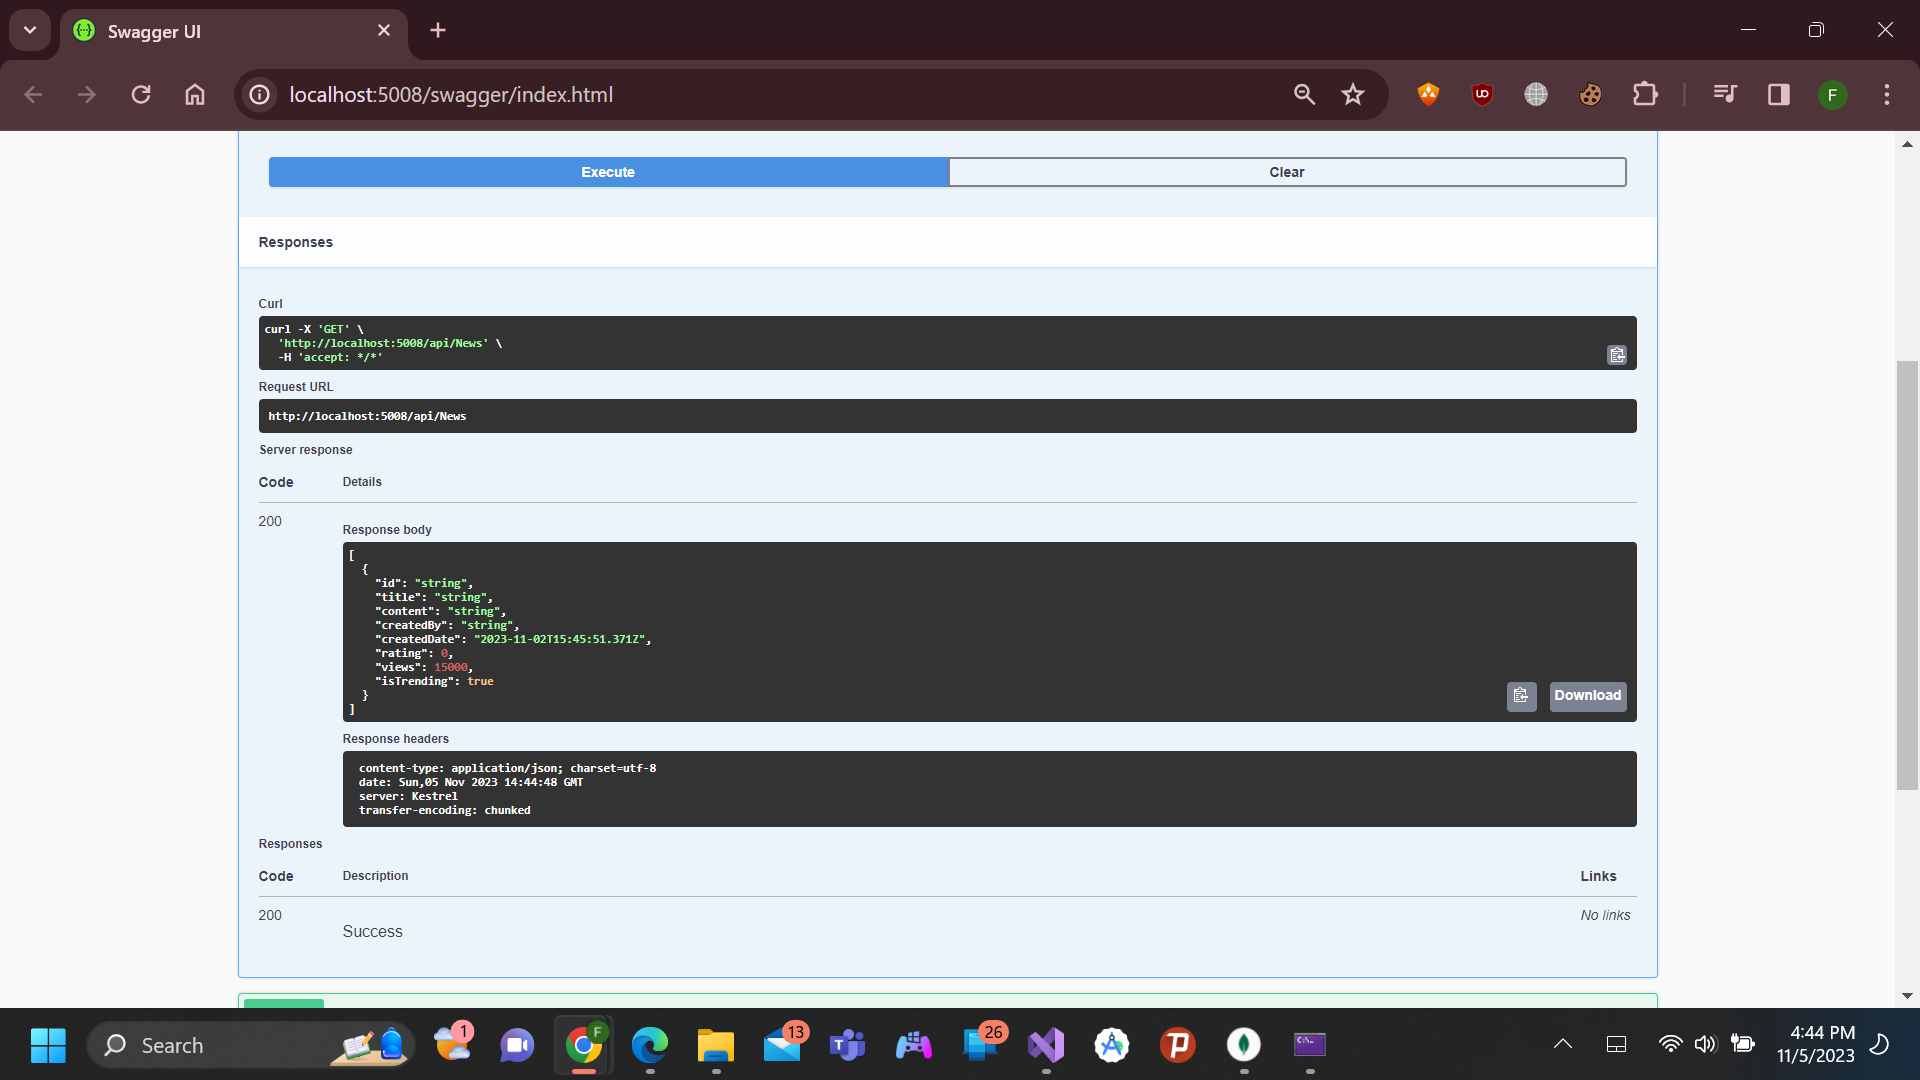 Swagger UI
localhost:5008/swagger/index.html
F
Execute
Clear
Responses
Curl
curl -X 'GET' \
'http://localhost:5008/api/News' \
-H 'accept: */*'
Request URL
http://localhost:5008/api/News
Server response
Code Details
200
Response body
[
{
"id": "string",
"title": "string",
"content": "string",
"createdBy": "string",
"createdDate": "2023-11-02T15:45:51.371Z",
"rating": 0,
"views": 15000,
"isTrending": true
}
]
Download
Response headers
content-type: application/json; charset=utf-8
date: Sun,05 Nov 2023 14:44:48 GMT
server: Kestrel
transfer-encoding: chunked
Responses
Code Description Links
200 No links
Success
Search
1
F
13
26
4:44 PM
11/5/2023